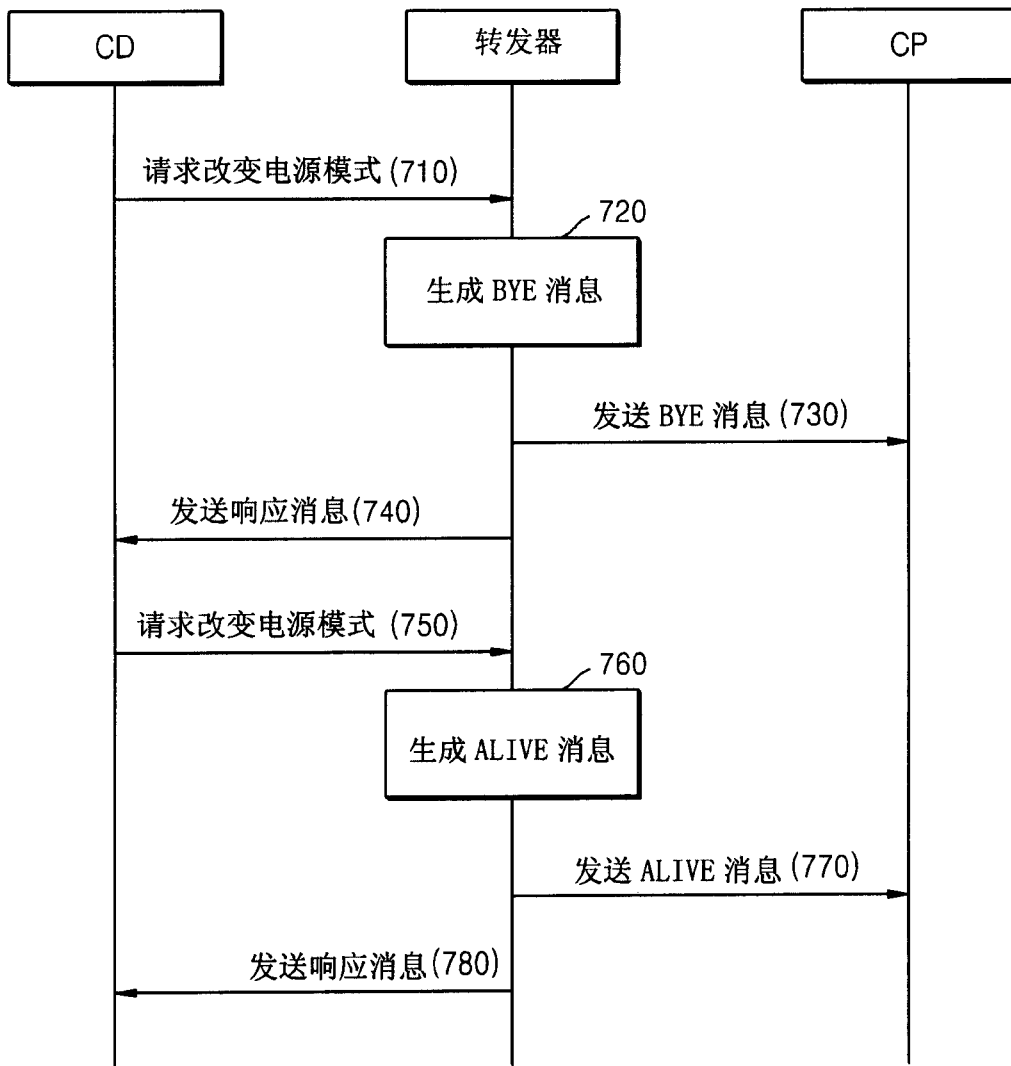 CD
转发器
CP
请求改变电源模式(710)
720
生成 BYE 消息
发送 BYE 消息(730)
发送响应消息(740)
请求改变电源模式 (750)
760
生成 ALIVE 消息
发送 ALIVE 消息(770)
发送响应消息(780)